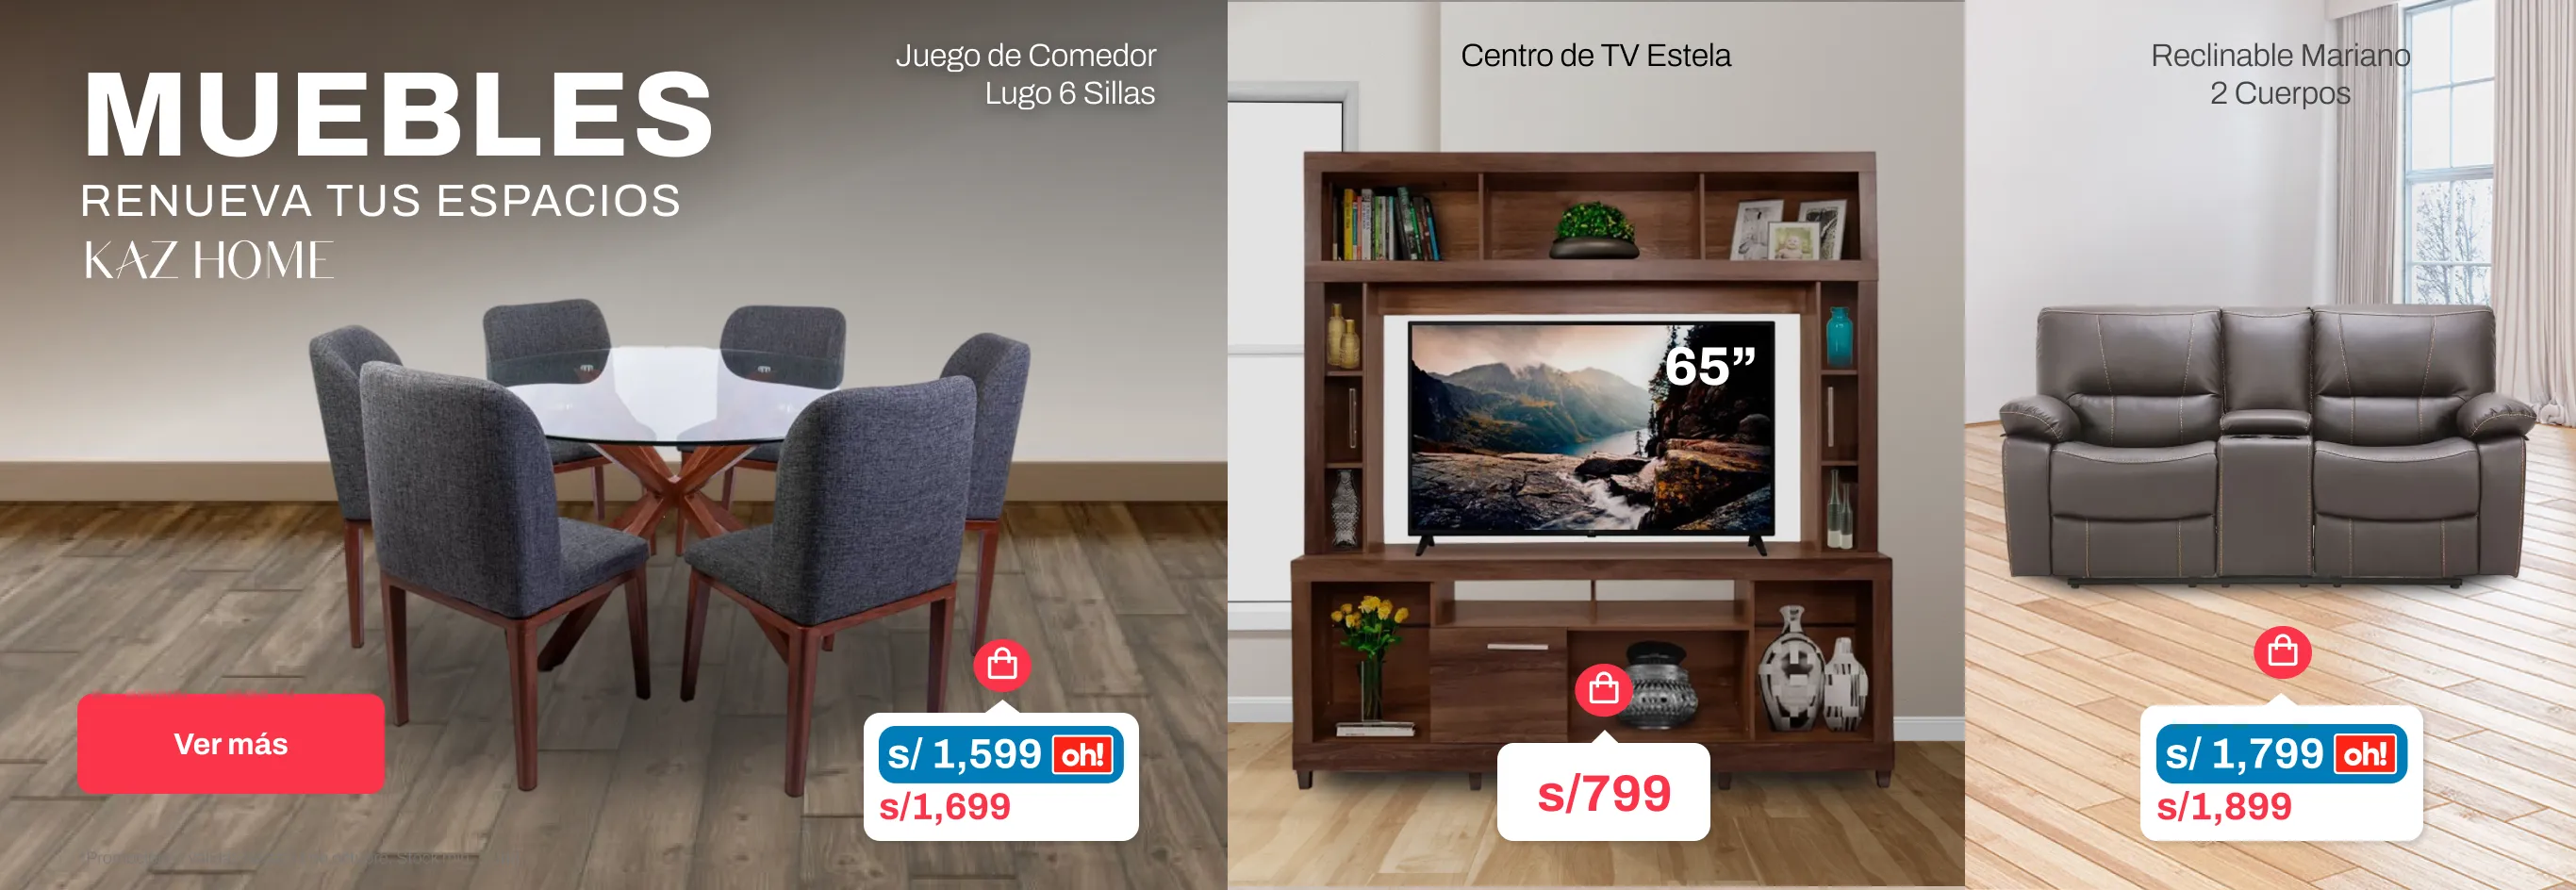 MUEBLES
RENUEVA TUS ESPACIOS
KAZ HOME
Juego de Comedor
Lugo 6 Sillas
Ver más
s/ 1,599 oh!
s/1,699
Centro de TV Estela
65”
s/799
Reclinable Mariano
2 Cuerpos
s/ 1,799 oh!
s/1,899